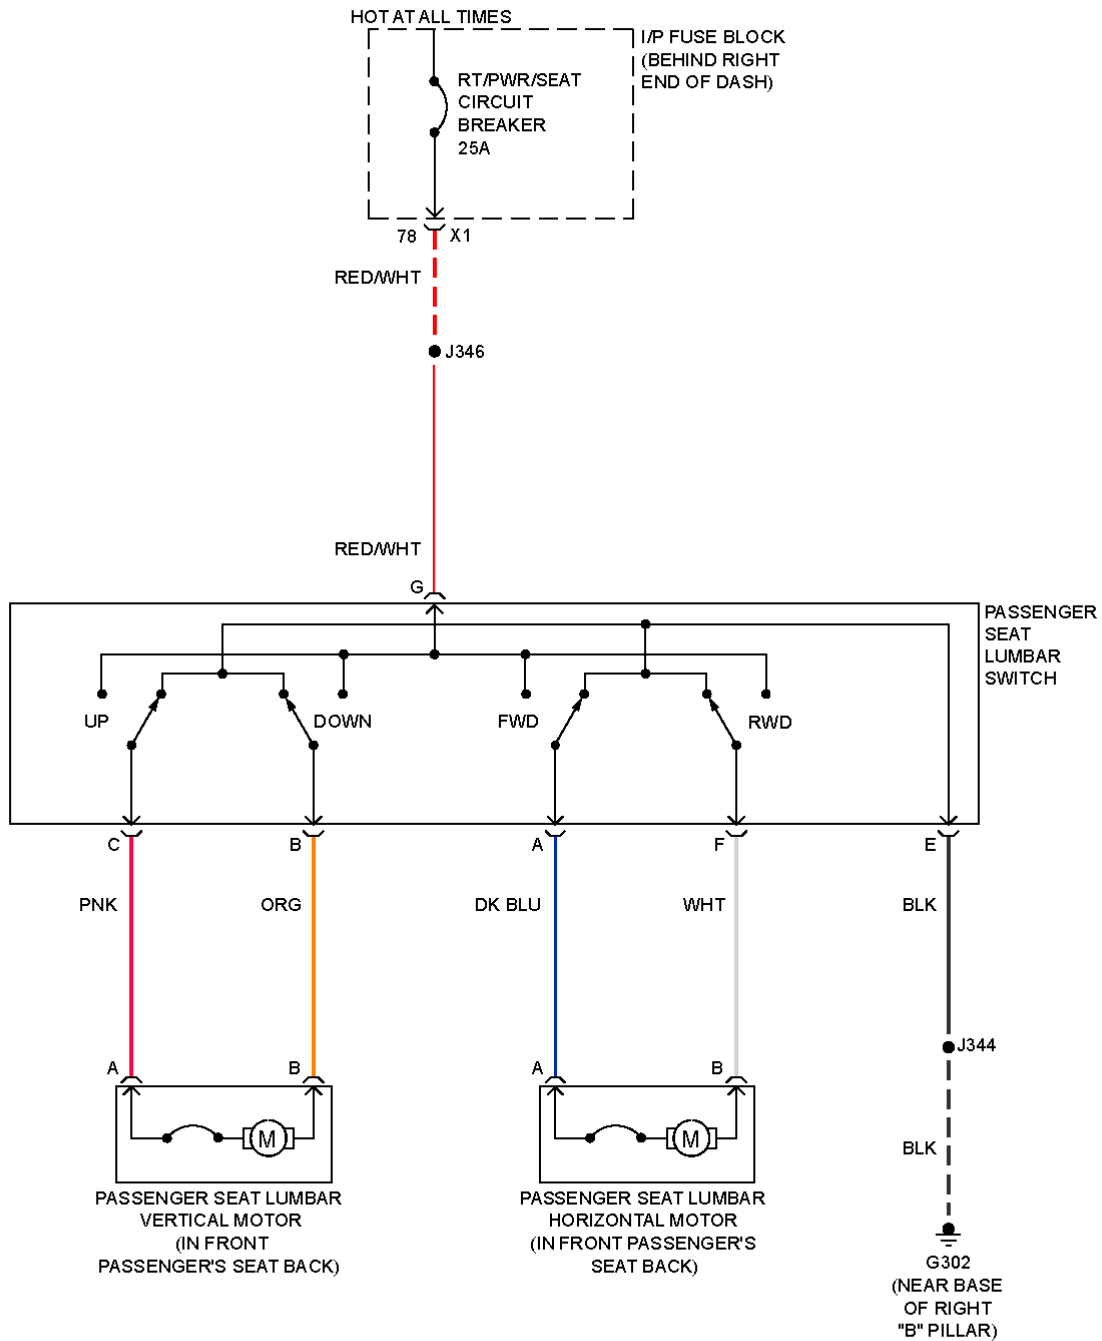 HOT AT ALL TIMES
I/P FUSE BLOCK
(BEHIND RIGHT
END OF DASH)
RT/PWR/SEAT
CIRCUIT
BREAKER
25A
78 X1
RED/WHT
J346
RED/WHT
G
PASSENGER
SEAT
LUMBAR
SWITCH
UP DOWN FWD RWD
C B A F E
PNK ORG DK BLU WHT BLK
J344
A B A B
M M
BLK
PASSENGER SEAT LUMBAR
VERTICAL MOTOR
(IN FRONT
PASSENGER'S SEAT BACK)
PASSENGER SEAT LUMBAR
HORIZONTAL MOTOR
(IN FRONT PASSENGER'S
SEAT BACK)
G302
(NEAR BASE
OF RIGHT
"B" PILLAR)